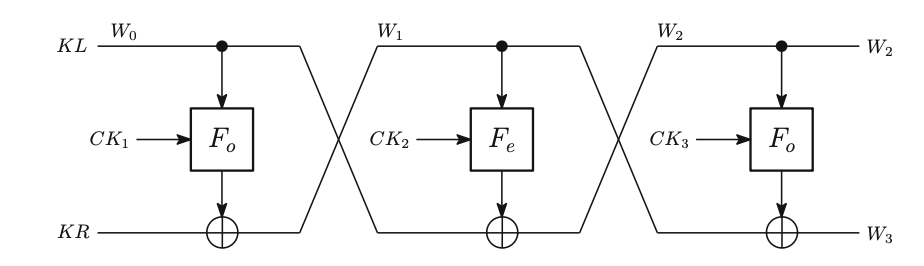 W₀ W₁ W₂
KL W₂
CK₁ Fₒ CK₂ Fₑ CK₃ Fₒ
KR W₃